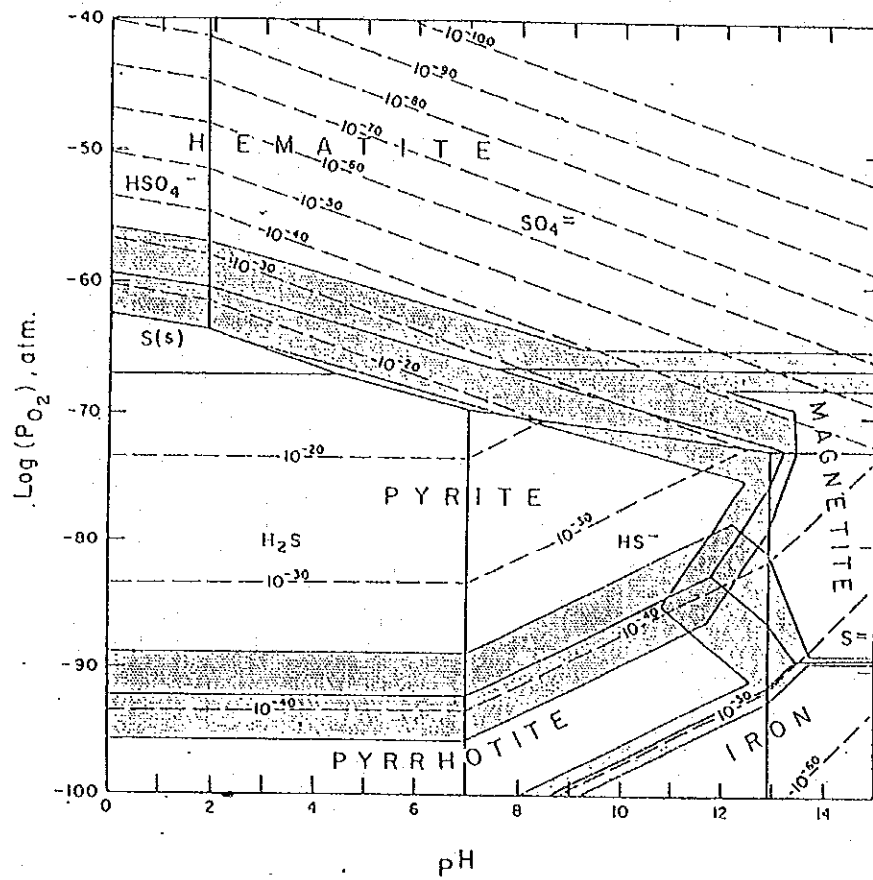 -40
10⁻¹⁰⁰
10⁻⁹⁰
10⁻⁸⁰
10⁻⁷⁰
HEMATITE
-50
10⁻⁶⁰
HSO₄⁻
10⁻⁵⁰
SO₄⁼
10⁻⁴⁰
10⁻³⁰
-60
S(s)
10⁻²⁰
-70
MAGNETITE
10⁻²⁰
PYRITE
10⁻³⁰
-80
H₂S
HS⁻
10⁻³⁰
10⁻⁴⁰
S⁼
-90
10⁻⁴⁰
10⁻⁵⁰
PYRRHOTITE
IRON
10⁻⁶⁰
-100
0 2 4 6 8 10 12 14
pH
Log (P_O₂), atm.